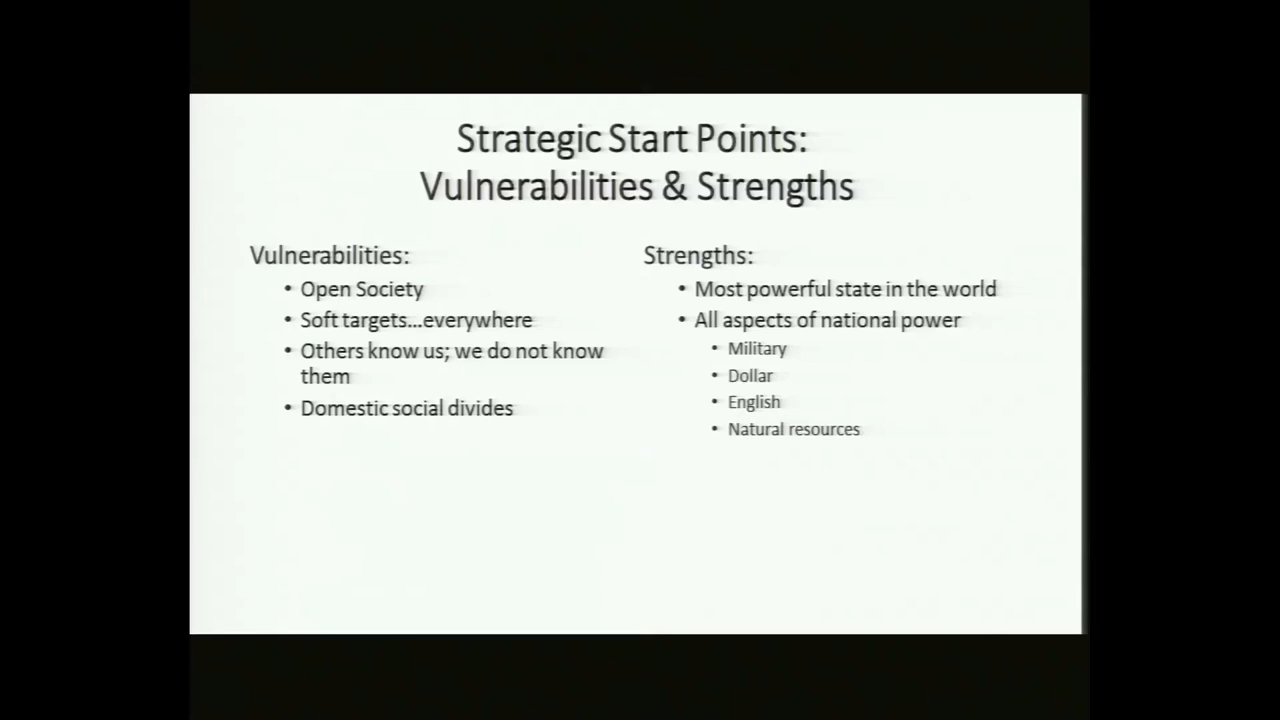 Strategic Start Points:
Vulnerabilities & Strengths
Vulnerabilities:
• Open Society
• Soft targets...everywhere
• Others know us; we do not know
them
• Domestic social divides
Strengths:
• Most powerful state in the world
• All aspects of national power
• Military
• Dollar
• English
• Natural resources